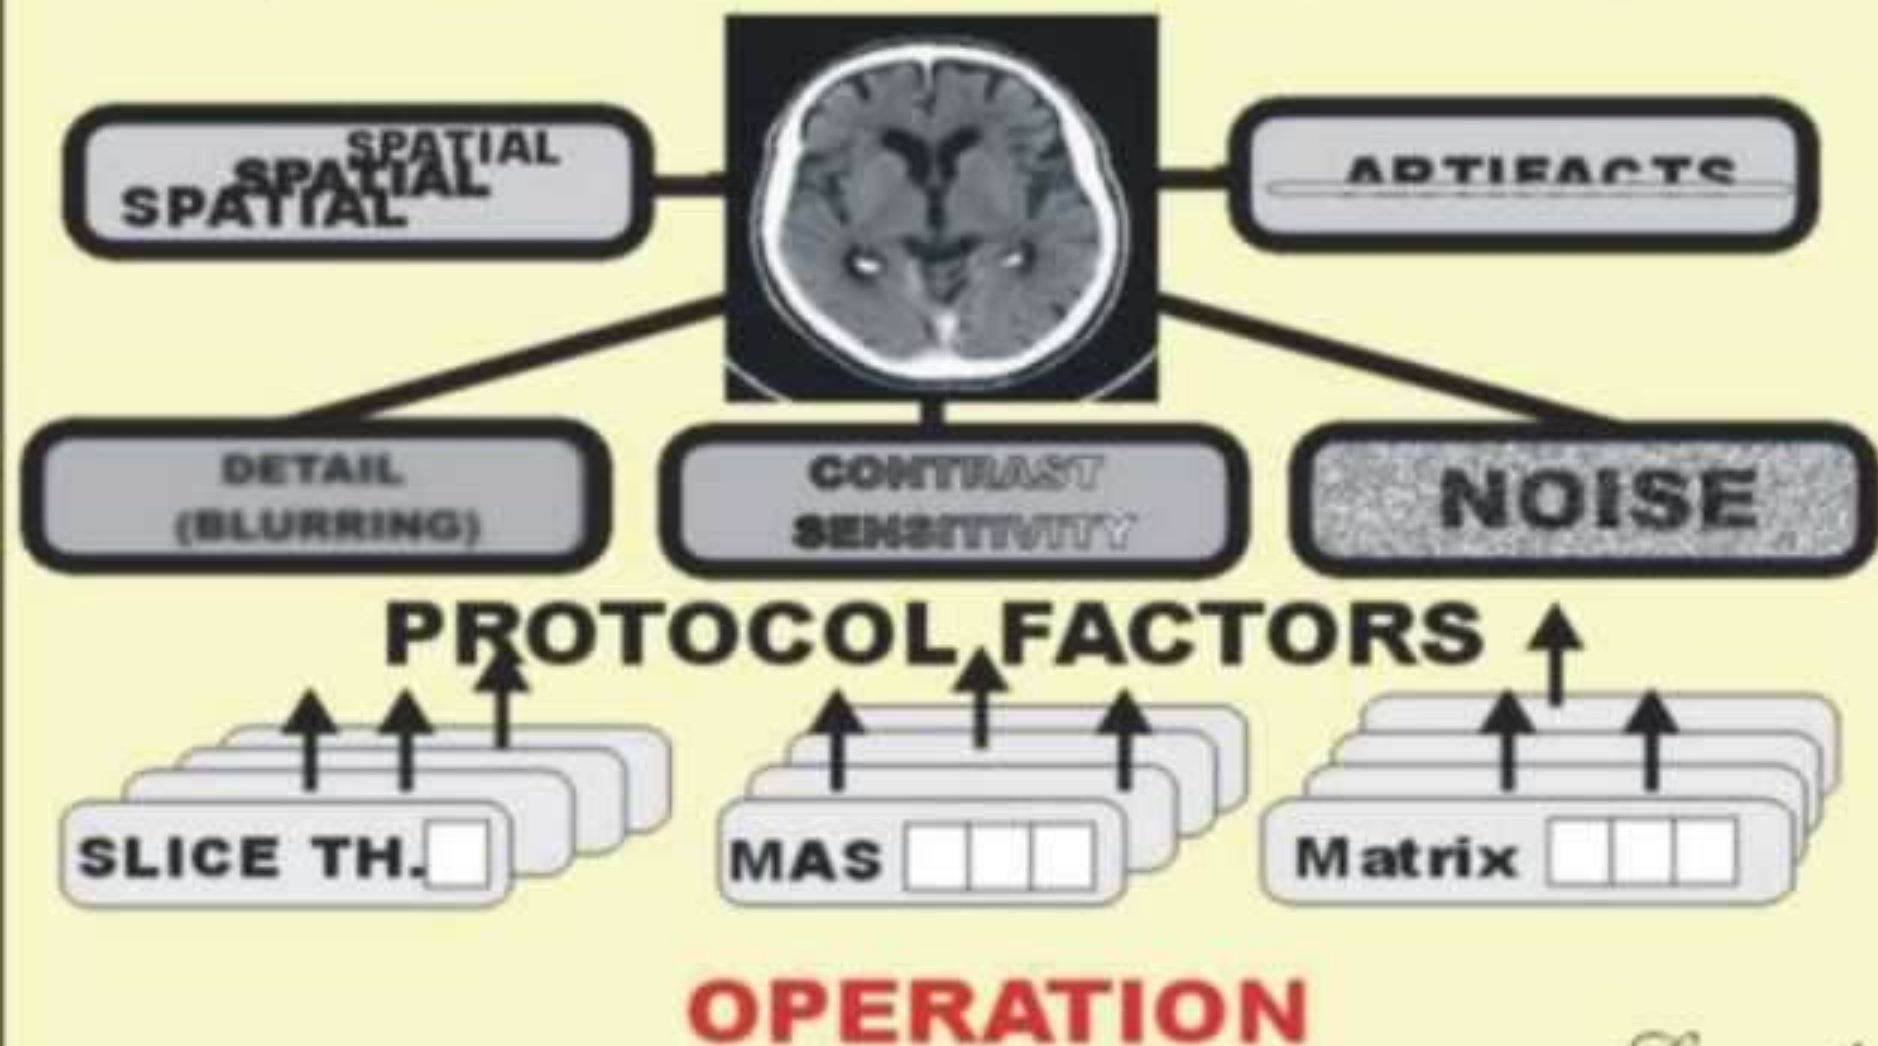 SPATIAL
SPATIAL
SPATIAL
ARTIFACTS
DETAIL
(BLURRING)
CONTRAST
SENSITIVITY
NOISE
PROTOCOL FACTORS
SLICE TH.
MAS
Matrix
OPERATION